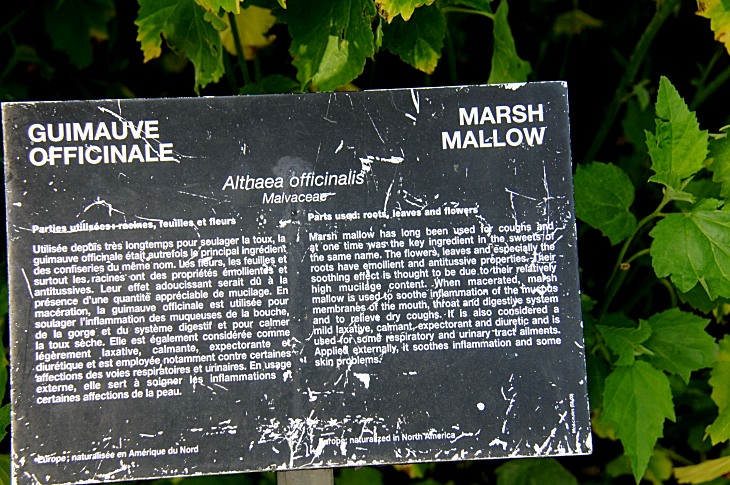 GUIMAUVE
OFFICINALE
MARSH
MALLOW
Althaea officinalis
Malvaceae
Parties utilisées : racines, feuilles et fleurs
Utilisée depuis très longtemps pour soulager la toux, la
guimauve officinale était autrefois le principal ingrédient
des confiseries du même nom. Les fleurs, les feuilles et
surtout les racines ont des propriétés émollientes et
antitussives. Leur effet adoucissant serait dû à la
présence d'une quantité appréciable de mucilage. En
macération, la guimauve officinale est utilisée pour
soulager l'inflammation des muqueuses de la bouche,
de la gorge et du système digestif et pour calmer
la toux sèche. Elle est également considérée comme
légèrement laxative, calmante, expectorante et
diurétique et est employée notamment contre certaines
affections des voies respiratoires et urinaires. En usage
externe, elle sert à soigner les inflammations et
certaines affections de la peau.
Europe; naturalisée en Amérique du Nord
Parts used: roots, leaves and flowers
Marsh mallow has long been used for coughs and
at one time was the key ingredient in the sweets of
the same name. The flowers, leaves and especially the
roots have emollient and antitussive properties. Their
soothing effect is thought to be due to their relatively
high mucilage content. When macerated, marsh
mallow is used to soothe inflammation of the mucous
membranes of the mouth, throat and digestive system
and to relieve dry coughs. If is also considered a
mild laxative, calmant, expectorant and diuretic and is
used for some respiratory and urinary tract ailments.
Applied externally, it soothes inflammation and some
skin problems.
Europe; naturalized in North America